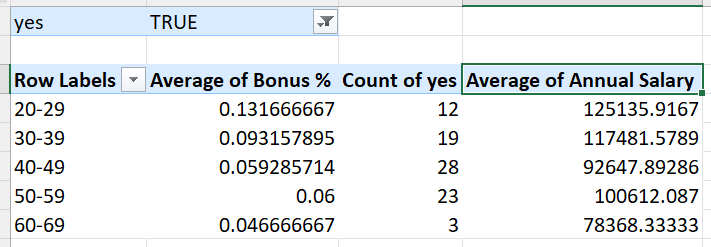 yes TRUE
Row Labels Average of Bonus % Count of yes Average of Annual Salary
20-29 0.131666667 12 125135.9167
30-39 0.093157895 19 117481.5789
40-49 0.059285714 28 92647.89286
50-59 0.06 23 100612.087
60-69 0.046666667 3 78368.33333